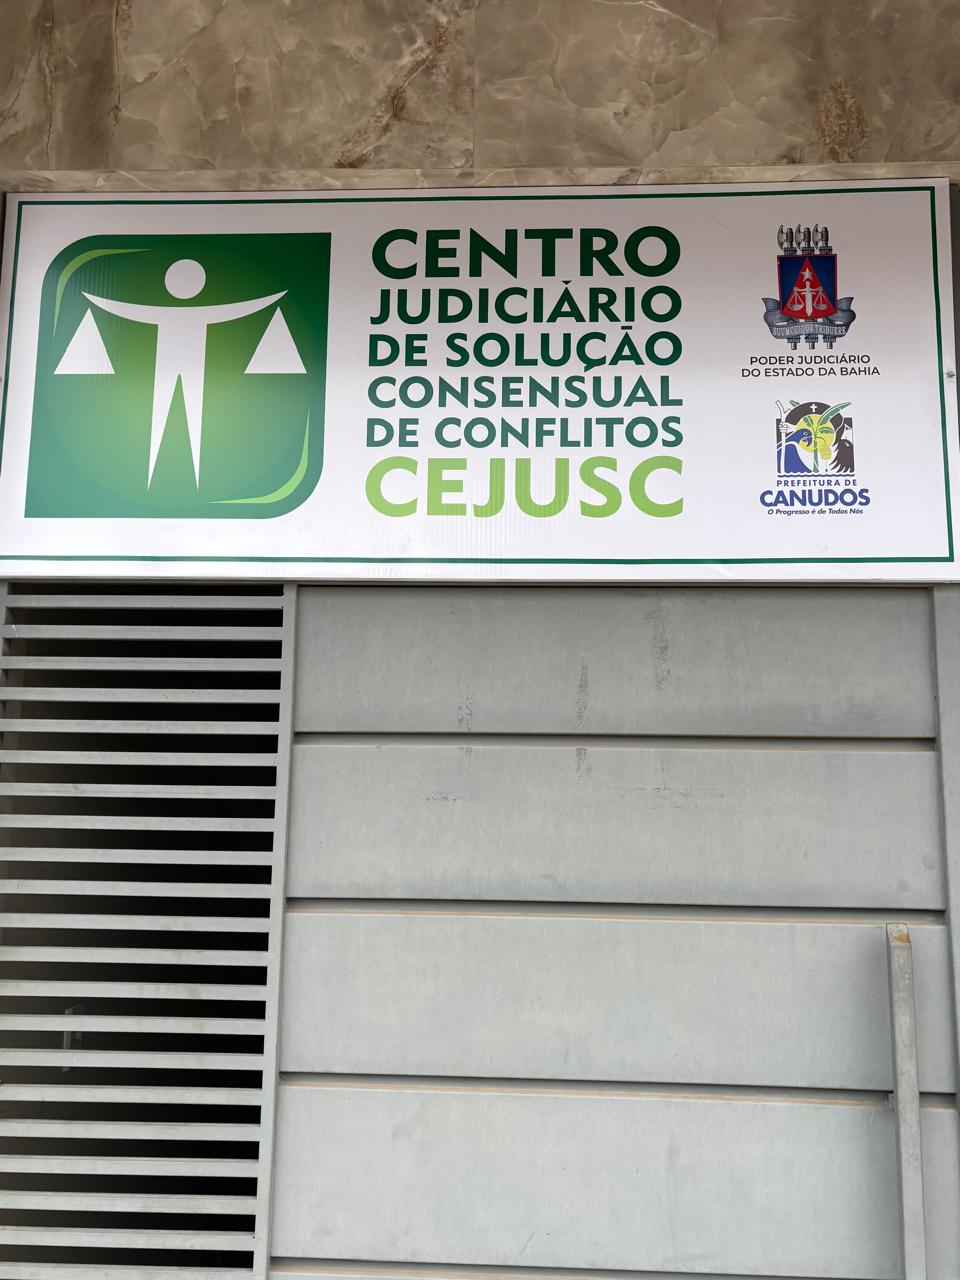 CENTRO
JUDICIÁRIO
DE SOLUÇÃO
CONSENSUAL
DE CONFLITOS
CEJUSC
SUUM CUIQUE TRIBUERE
PODER JUDICIÁRIO
DO ESTADO DA BAHIA
PREFEITURA DE
CANUDOS
O Progresso é de Todos Nós